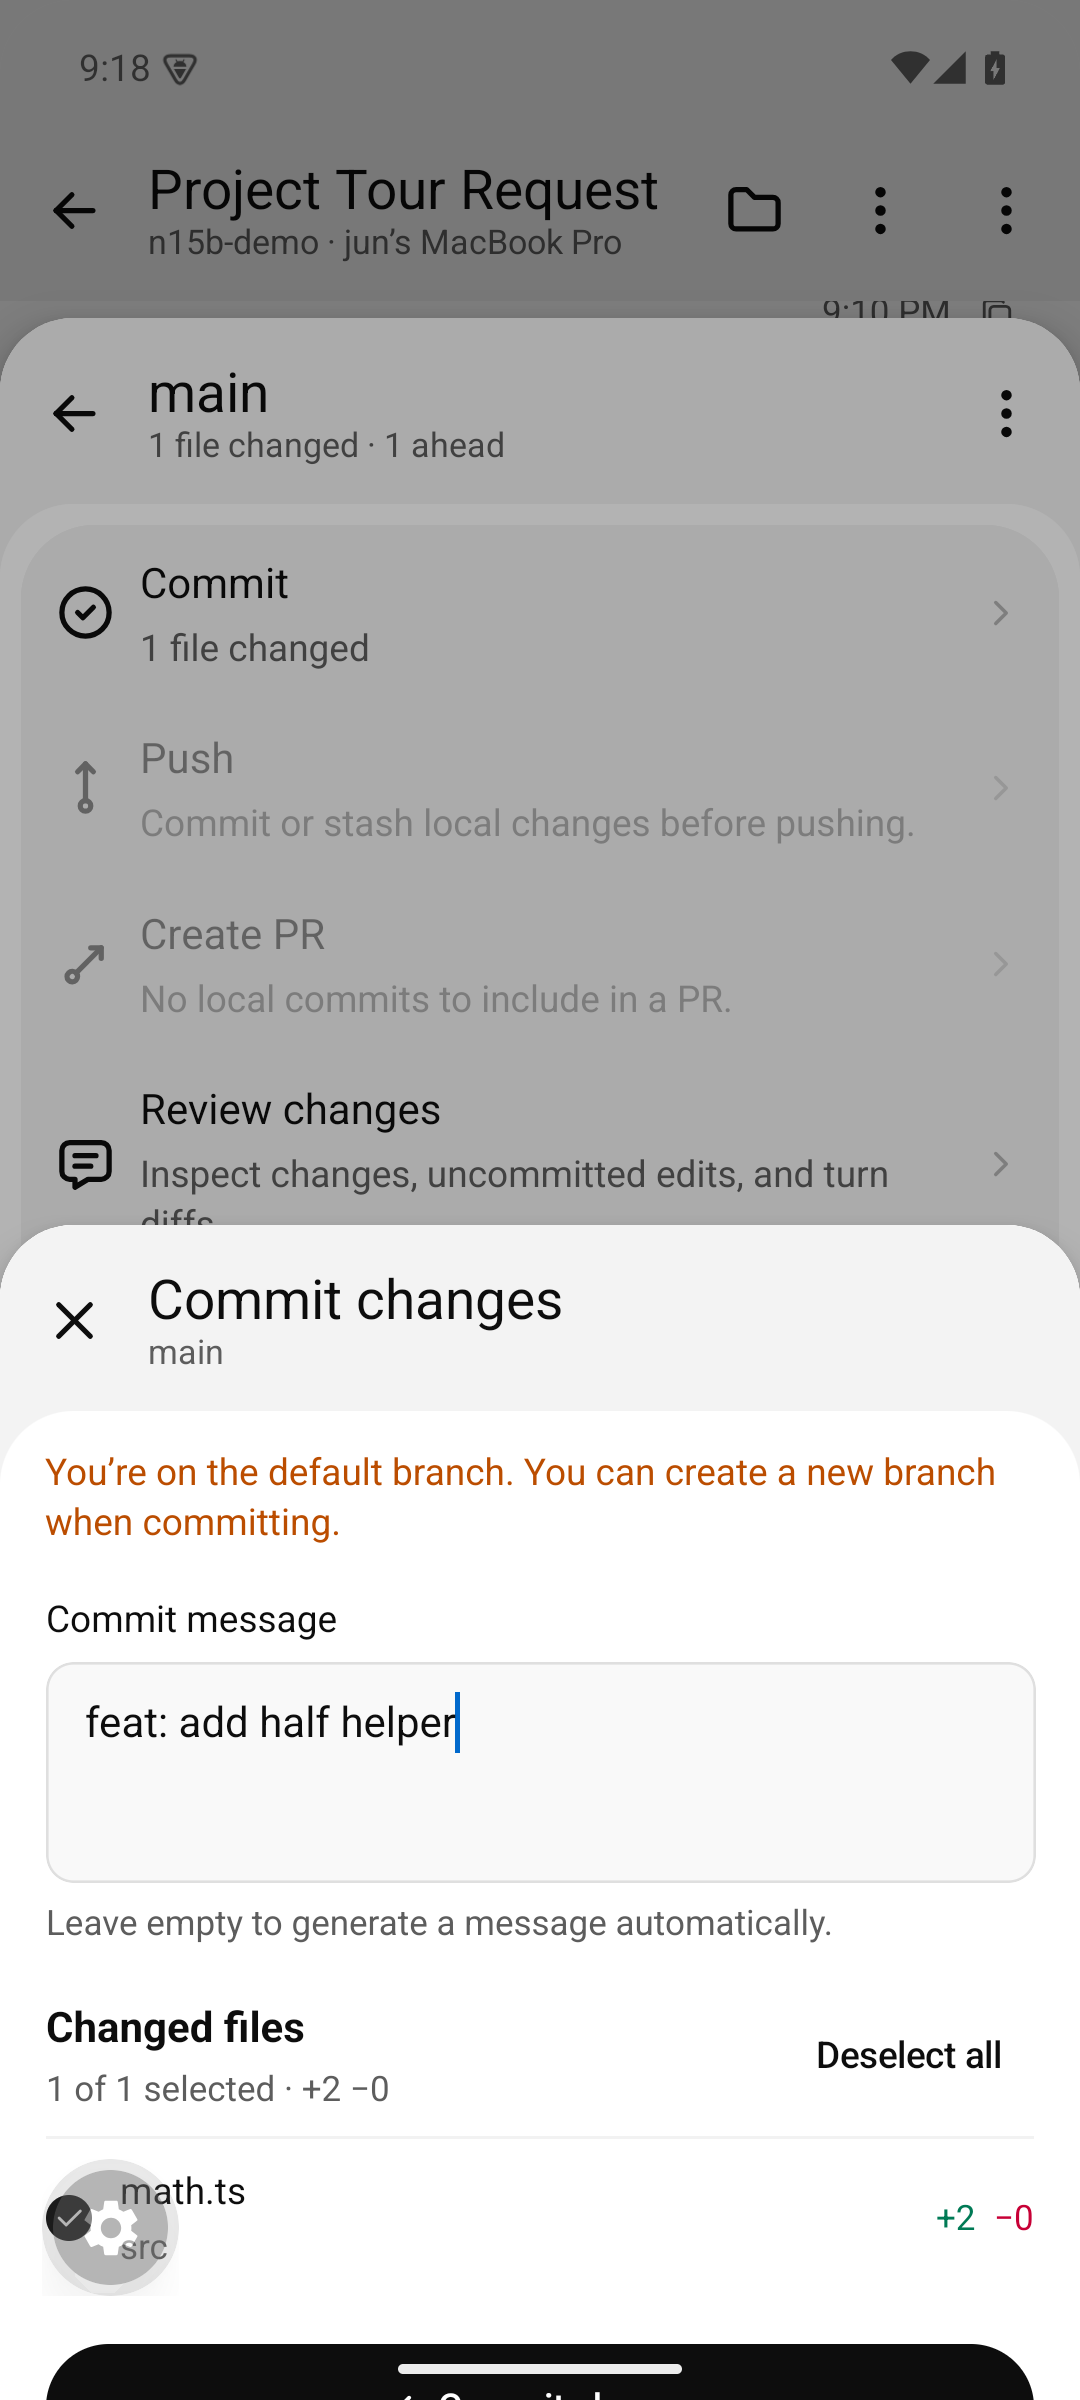 9:18
Project Tour Request
n15b-demo · jun’s MacBook Pro
9:10 PM
main
1 file changed · 1 ahead
Commit
1 file changed
Push
Commit or stash local changes before pushing.
Create PR
No local commits to include in a PR.
Review changes
Inspect changes, uncommitted edits, and turn
diffs
Commit changes
main
You’re on the default branch. You can create a new branch
when committing.
Commit message
feat: add half helper
Leave empty to generate a message automatically.
Changed files
Deselect all
1 of 1 selected · +2 −0
math.ts
+2 −0
src